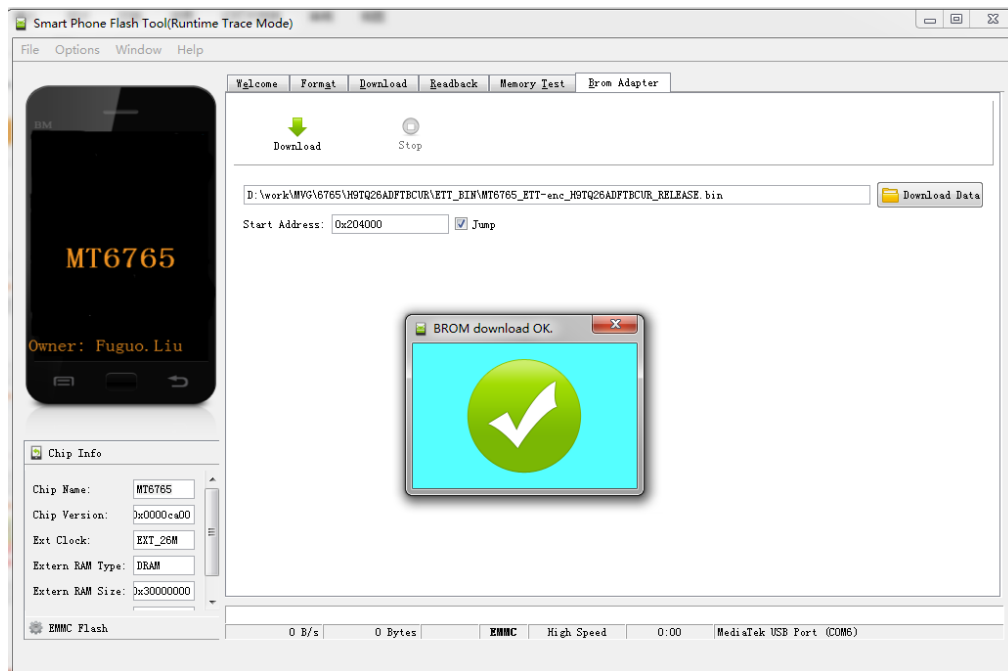 Smart Phone Flash Tool(Runtime Trace Mode)
File Options Window Help
Welcome Format Download Readback Memory Test Brom Adapter
BM
Download Stop
D:\work\MVG\6765\H9TQ26ADFTBCUR\ETT_BIN\MT6765_ETT-enc_H9TQ26ADFTBCUR_RELEASE.bin Download Data
Start Address: 0x204000 Jump
MT6765
BROM download OK.
Owner: Fuguo.Liu
Chip Info
Chip Name: MT6765
Chip Version: 0x0000ca00
Ext Clock: EXT_26M
Extern RAM Type: DRAM
Extern RAM Size: 0x30000000
EMMC Flash
0 B/s 0 Bytes EMMC High Speed 0:00 MediaTek USB Port (COM6)